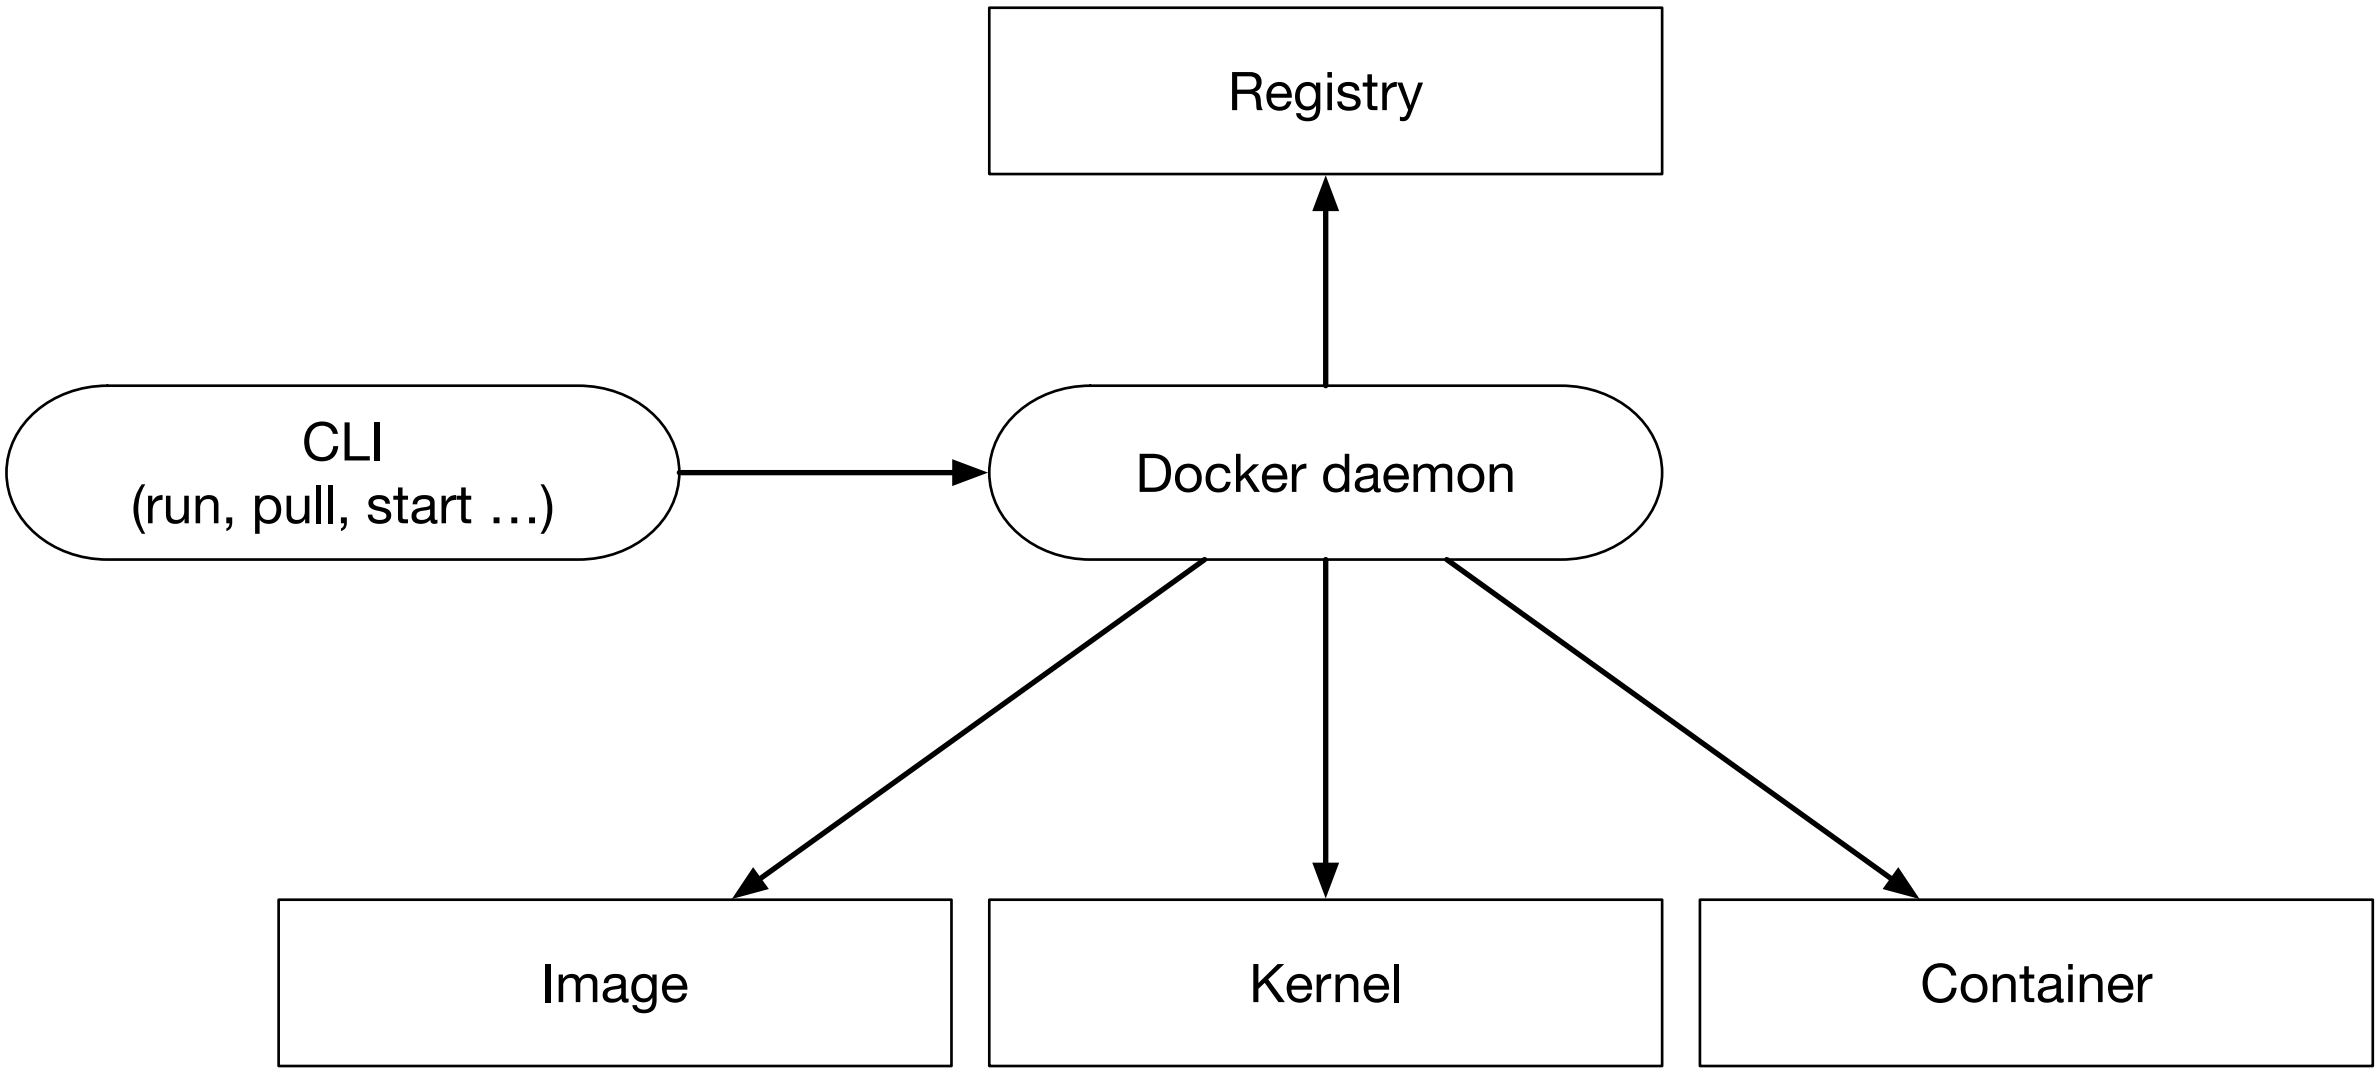 Registry
CLI
(run, pull, start …)
Docker daemon
Image
Kernel
Container